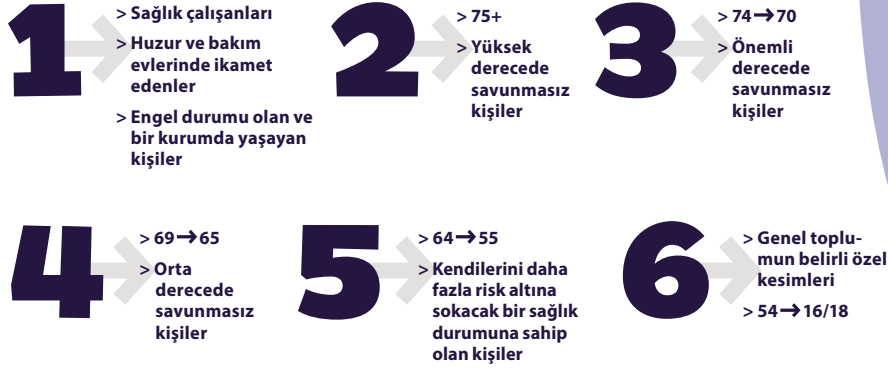 1
> Sağlık çalışanları
> Huzur ve bakım
evlerinde ikamet
edenler
> Engel durumu olan ve
bir kurumda yaşayan
kişiler
2
> 75+
> Yüksek
derecede
savunmasız
kişiler
3
> 74→70
> Önemli
derecede
savunmasız
kişiler
4
> 69→65
> Orta
derecede
savunmasız
kişiler
5
> 64→55
> Kendilerini daha
fazla risk altına
sokacak bir sağlık
durumuna sahip
olan kişiler
6
> Genel toplu-
mun belirli özel
kesimleri
> 54→16/18